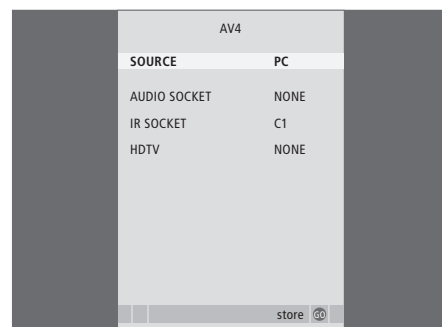 AV4
SOURCE PC
AUDIO SOCKET NONE
IR SOCKET C1
HDTV NONE
store GO